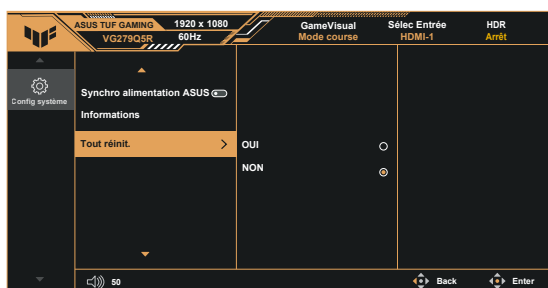 ASUS TUF GAMING 1920 x 1080 GameVisual Sélec Entrée HDR
VG279Q5R 60Hz Mode course HDMI-1 Arrêt
Config système
Synchro alimentation ASUS
Informations
Tout réinit. OUI
NON
50 Back Enter